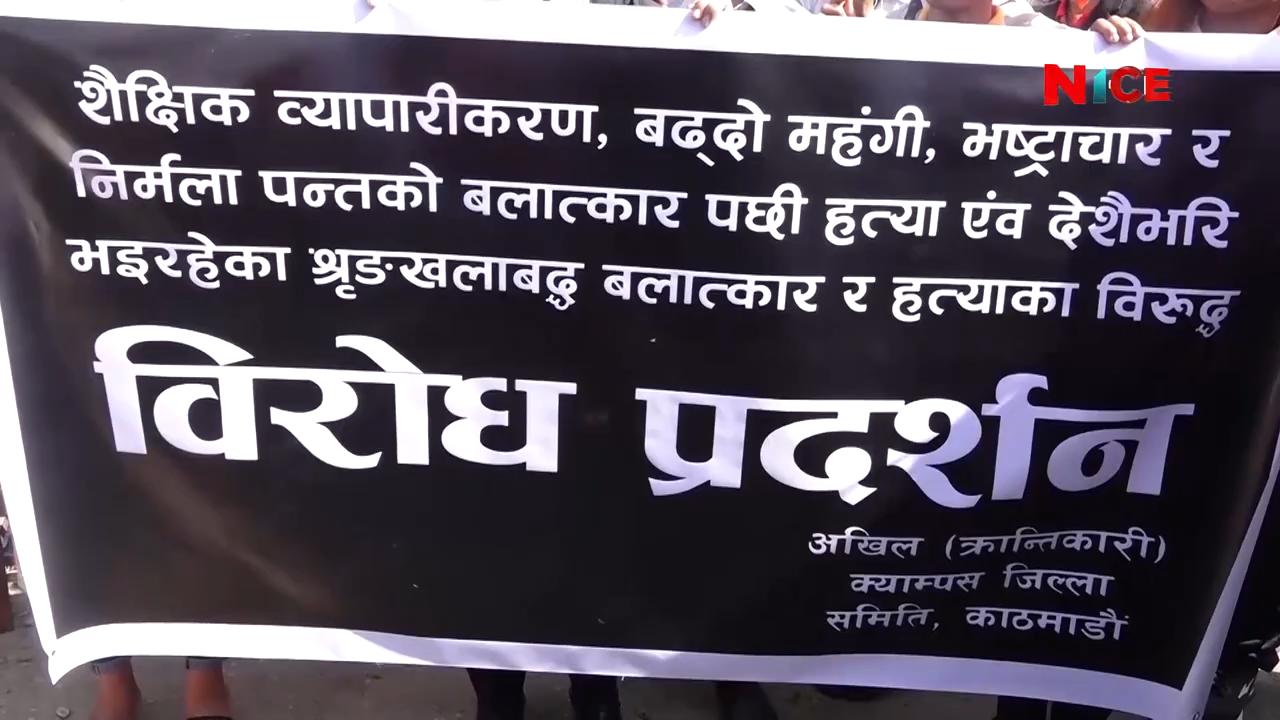 शैक्षिक व्यापारीकरण, बढ्दो महंगी, भष्ट्राचार र
निर्मला पन्तको बलात्कार पछी हत्या एंव देशैभरि
भइरहेका श्रृङखलाबद्ध बलात्कार र हत्याका विरूद्ध
विरोध प्रदर्शन
अखिल (क्रान्तिकारी)
क्याम्पस जिल्ला
समिति, काठमाडौं
N1CE